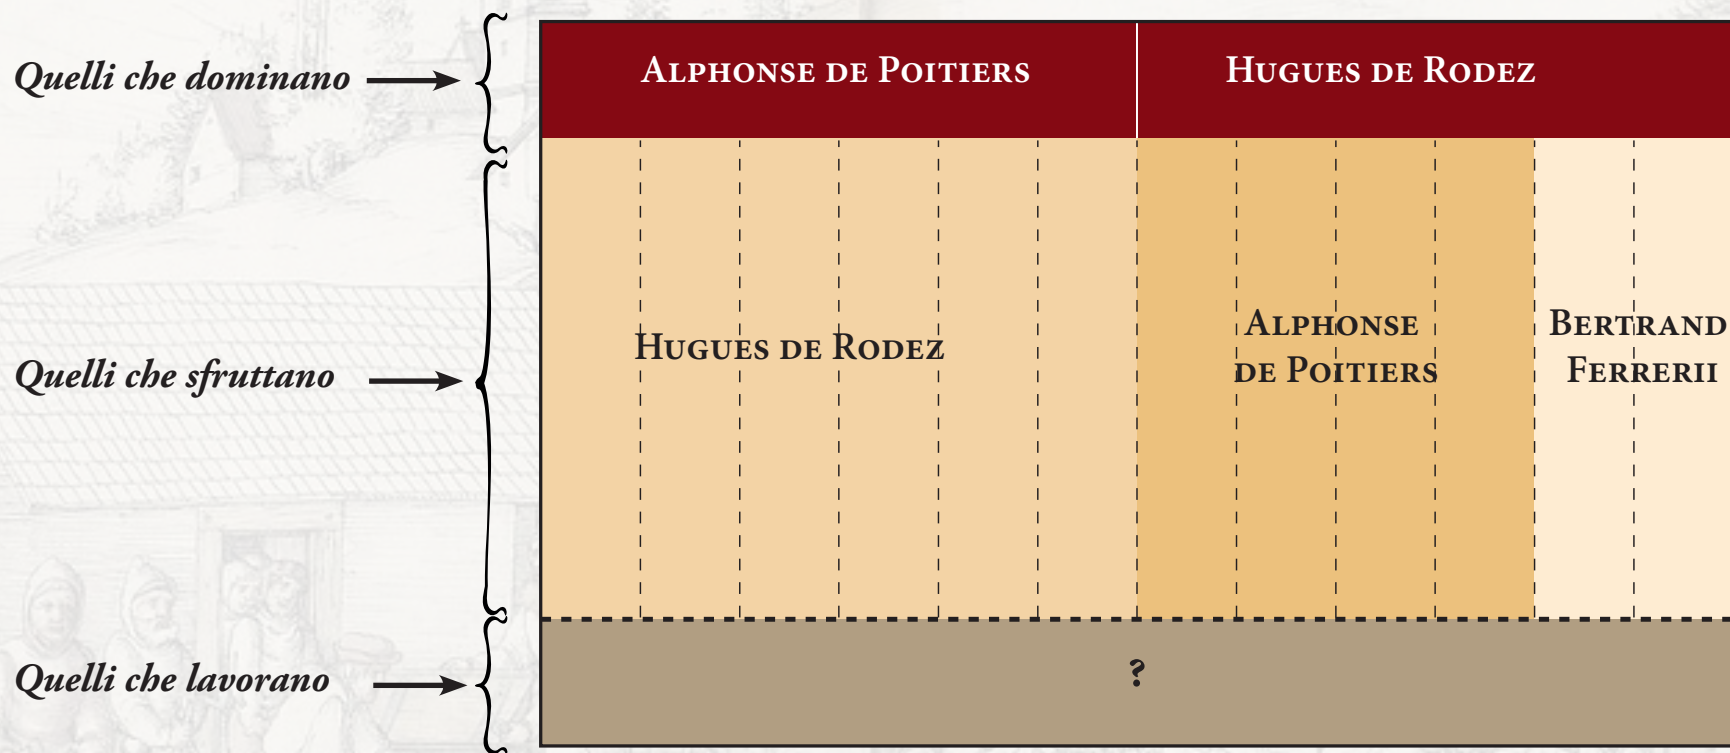 Quelli che dominano
Alphonse de Poitiers
Hugues de Rodez
Quelli che sfruttano
Hugues de Rodez
Alphonse
de Poitiers
Bertrand
Ferrerii
Quelli che lavorano
?